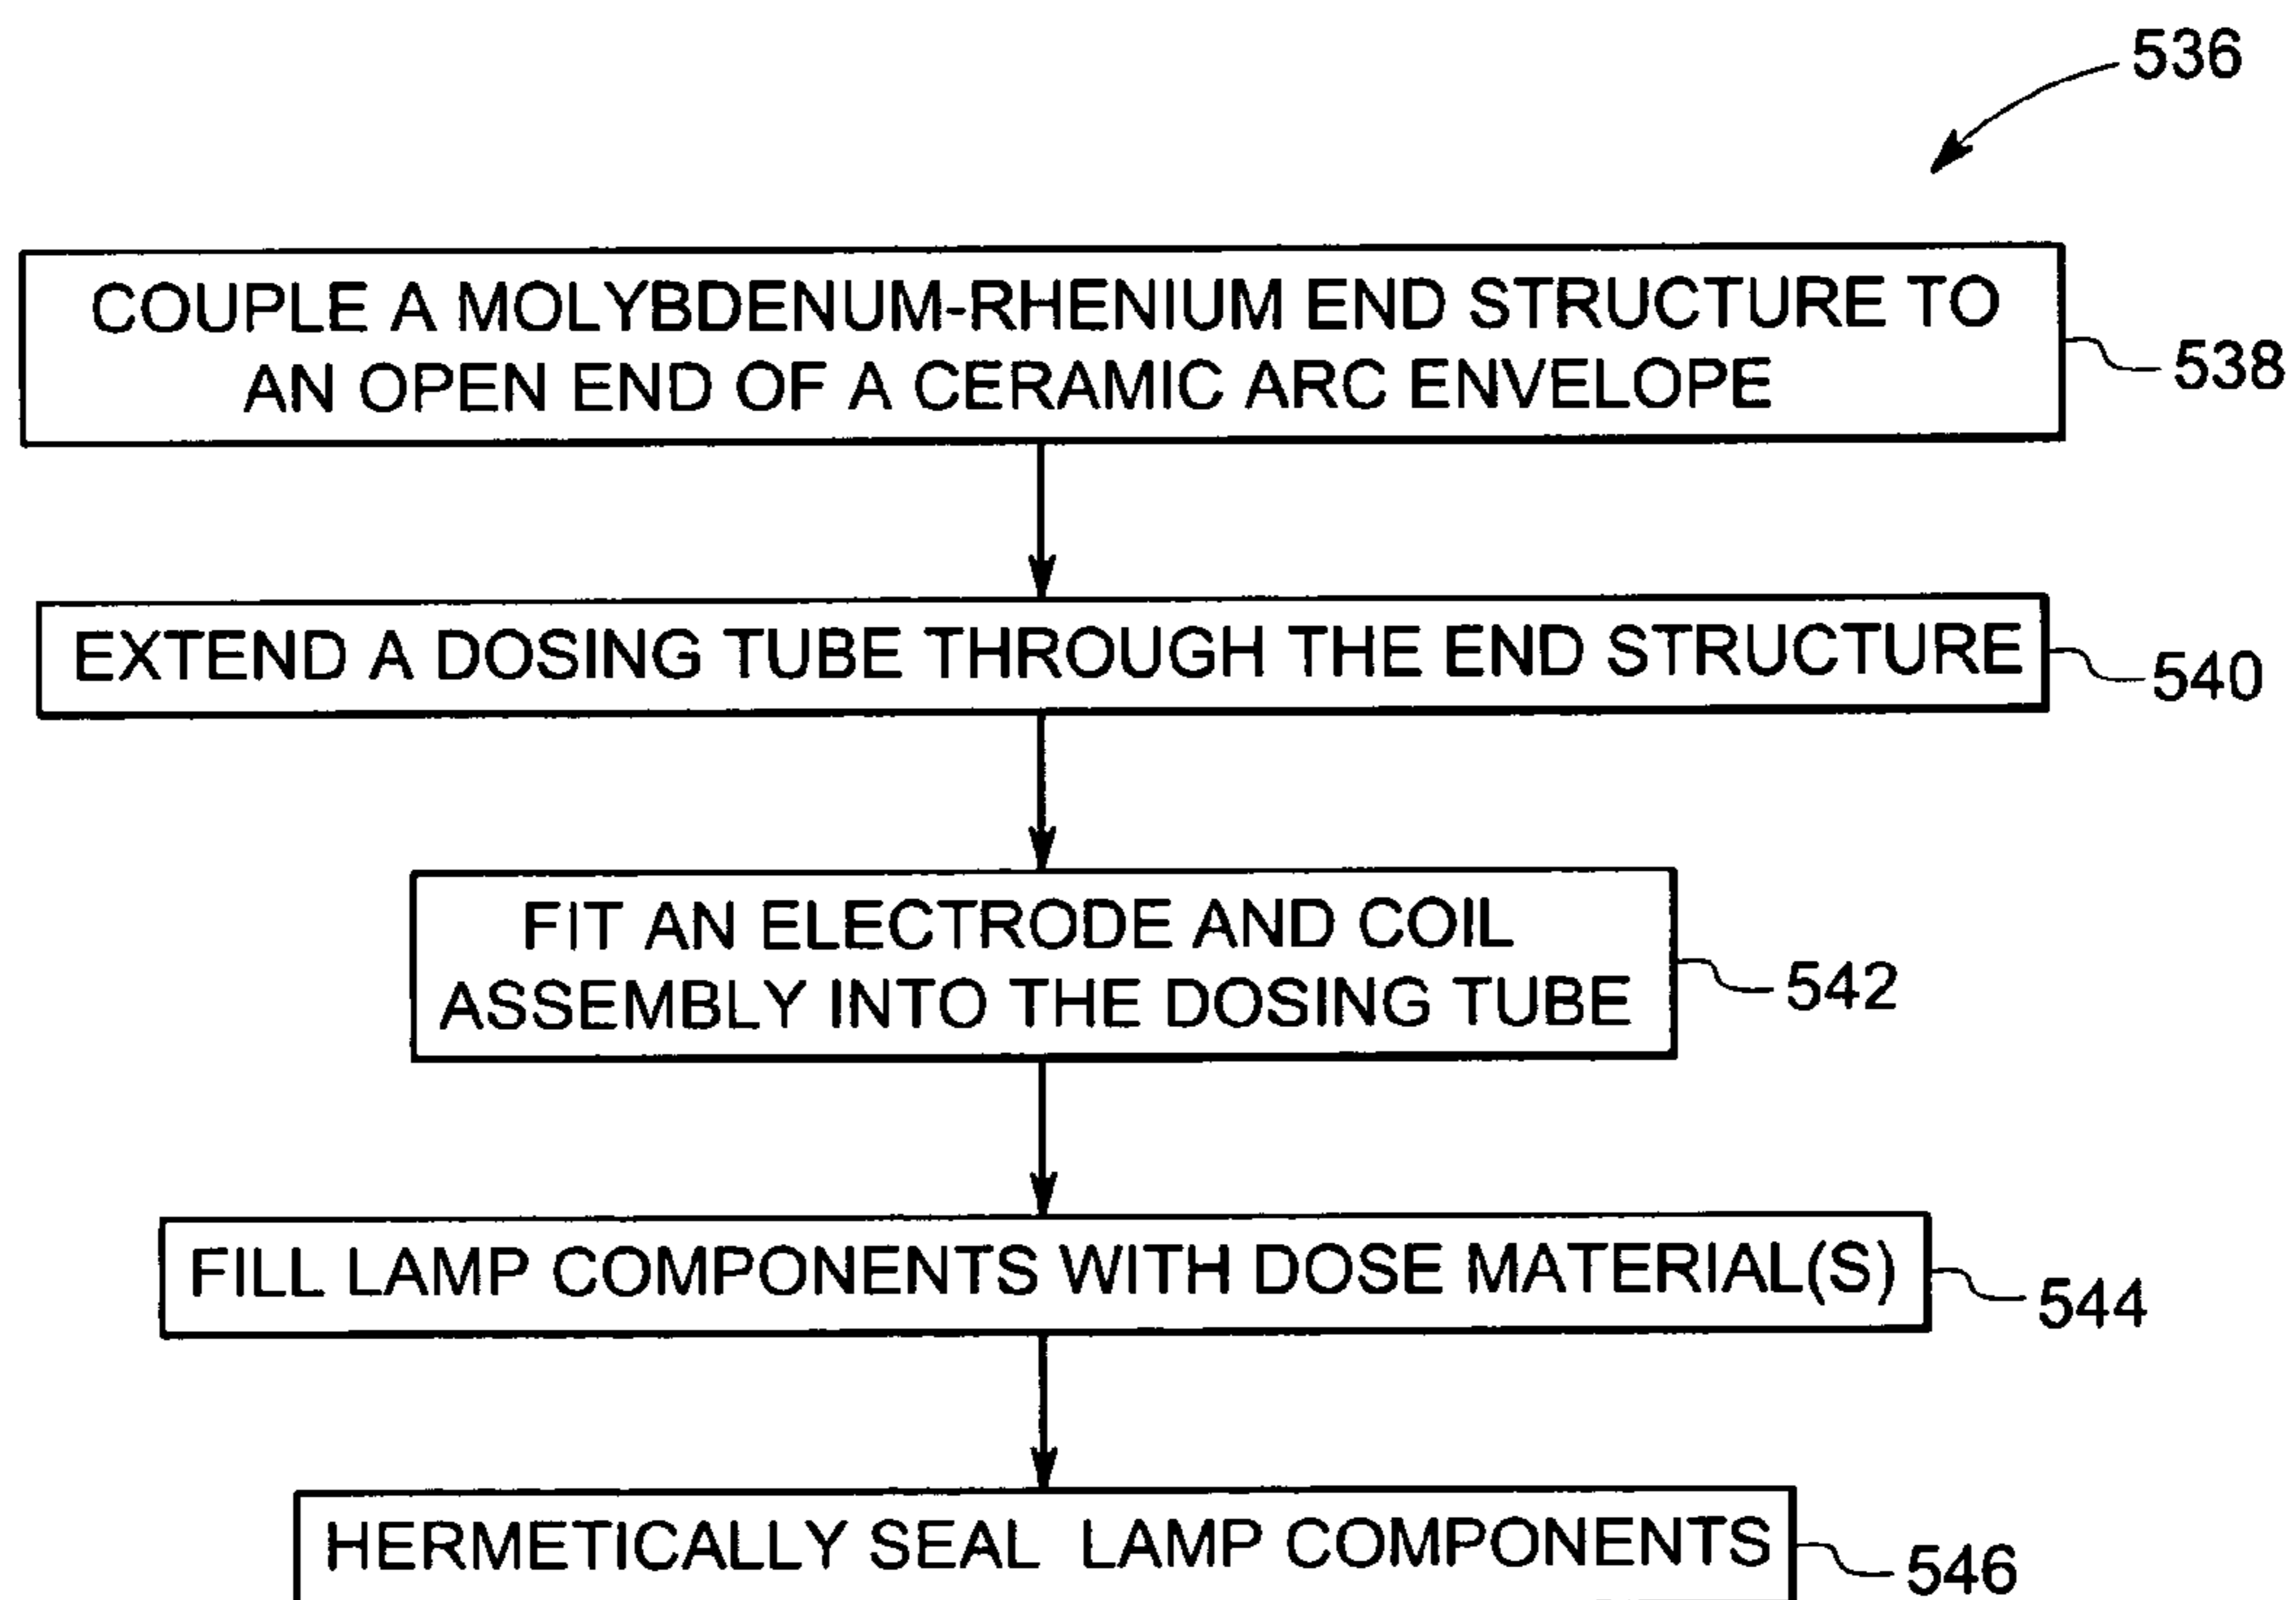 536
COUPLE A MOLYBDENUM-RHENIUM END STRUCTURE TO
AN OPEN END OF A CERAMIC ARC ENVELOPE
538
EXTEND A DOSING TUBE THROUGH THE END STRUCTURE
540
FIT AN ELECTRODE AND COIL
ASSEMBLY INTO THE DOSING TUBE
542
FILL LAMP COMPONENTS WITH DOSE MATERIAL(S)
544
HERMETICALLY SEAL LAMP COMPONENTS
546